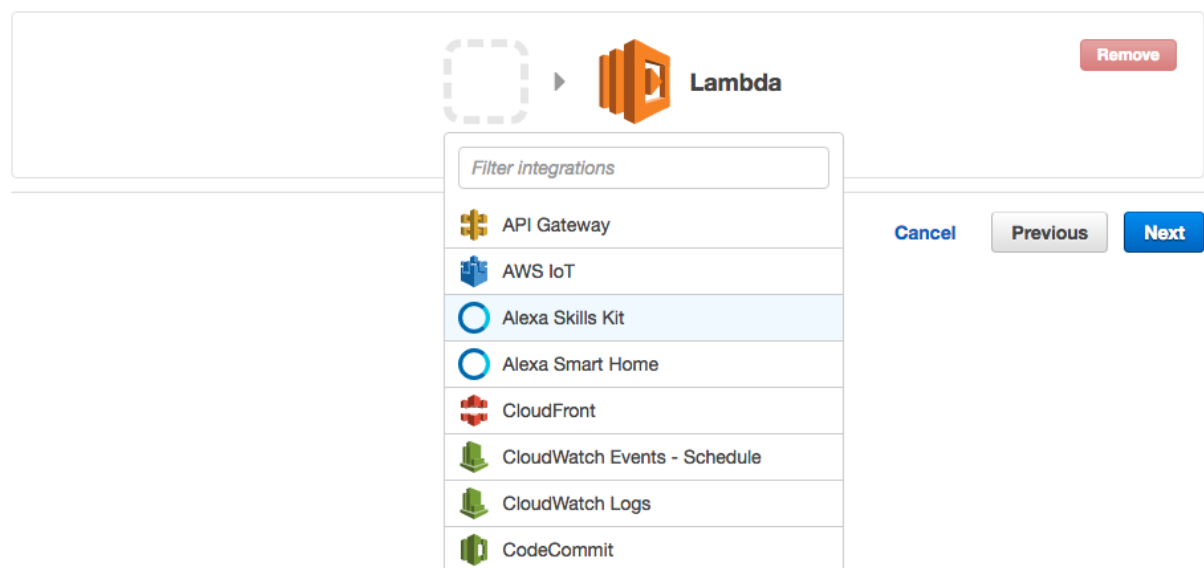 Lambda
Remove
Filter integrations
API Gateway
AWS IoT
Alexa Skills Kit
Alexa Smart Home
CloudFront
CloudWatch Events - Schedule
CloudWatch Logs
CodeCommit
Cancel
Previous
Next